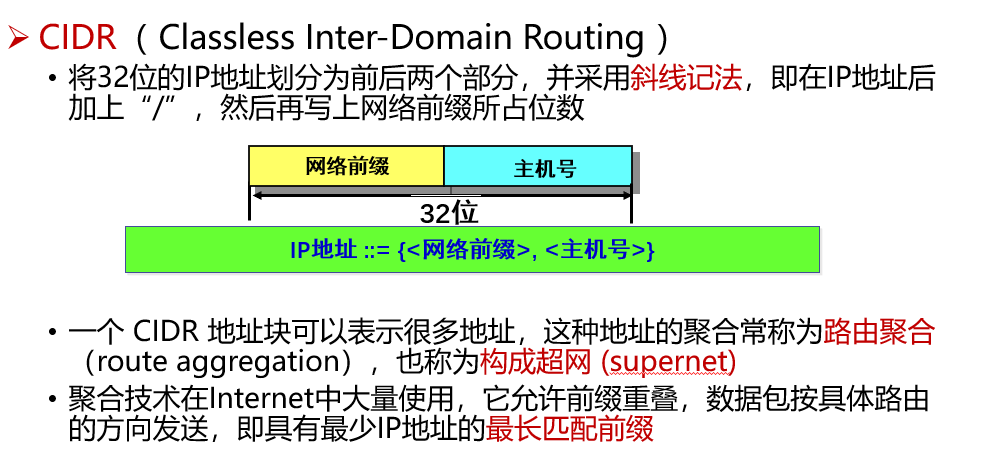 ➢ CIDR（ Classless Inter-Domain Routing ）
• 将32位的IP地址划分为前后两个部分，并采用斜线记法，即在IP地址后
加上“/”，然后再写上网络前缀所占位数
网络前缀 主机号
32位
IP地址 ::= {<网络前缀>, <主机号>}
• 一个 CIDR 地址块可以表示很多地址，这种地址的聚合常称为路由聚合
（route aggregation），也称为构成超网 (supernet)
• 聚合技术在Internet中大量使用，它允许前缀重叠，数据包按具体路由
的方向发送，即具有最少IP地址的最长匹配前缀